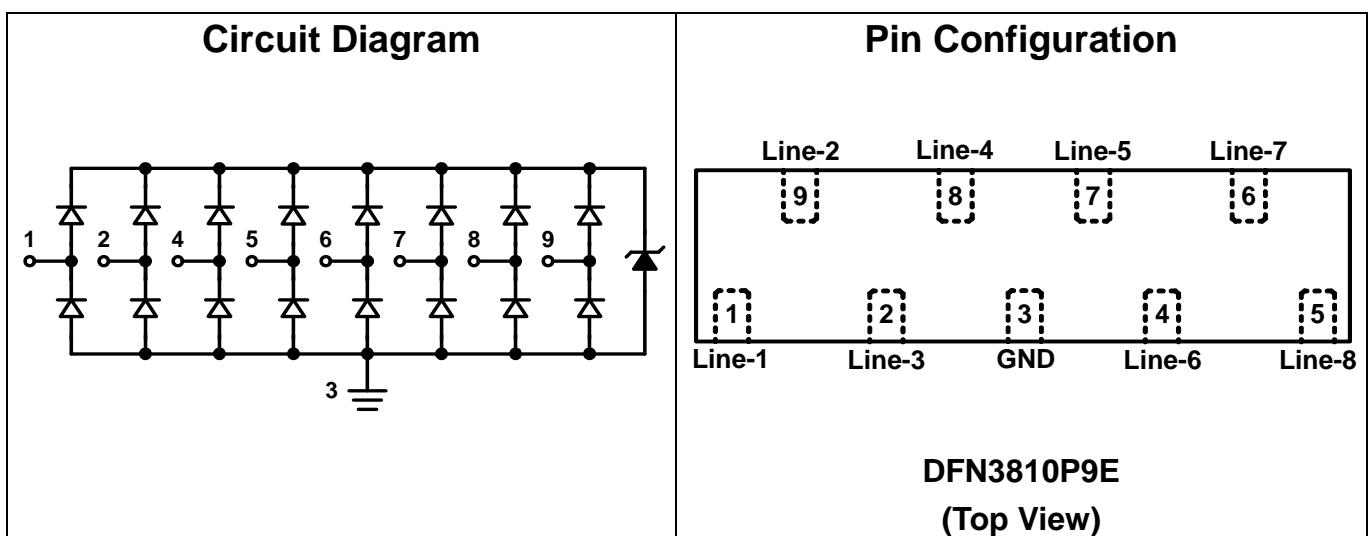 Circuit Diagram
1 2 4 5 6 7 8 9
3
Pin Configuration
Line-2 Line-4 Line-5 Line-7
9 8 7 6
1 2 3 4 5
Line-1 Line-3 GND Line-6 Line-8
DFN3810P9E
(Top View)